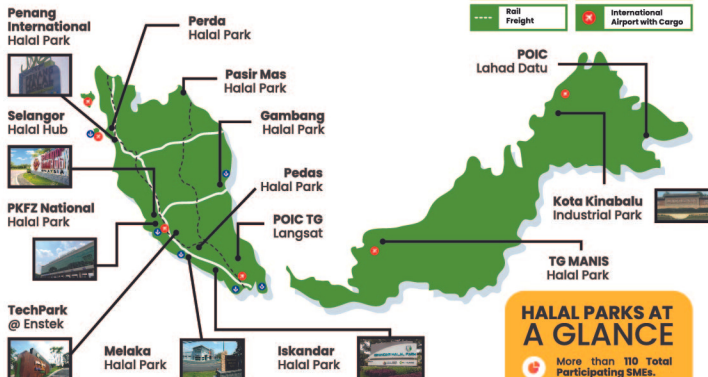 Penang
International
Halal Park
Perda
Halal Park
Pasir Mas
Halal Park
Selangor
Halal Hub
Gambang
Halal Park
Pedas
Halal Park
PKFZ National
Halal Park
POIC TG
Langsat
TechPark
@ Enstek
Melaka
Halal Park
Iskandar
Halal Park
Rail
Freight
International
Airport with Cargo
POIC
Lahad Datu
Kota Kinabalu
Industrial Park
TG MANIS
Halal Park
HALAL PARKS AT
A GLANCE
More than 110 Total
Participating SMEs.